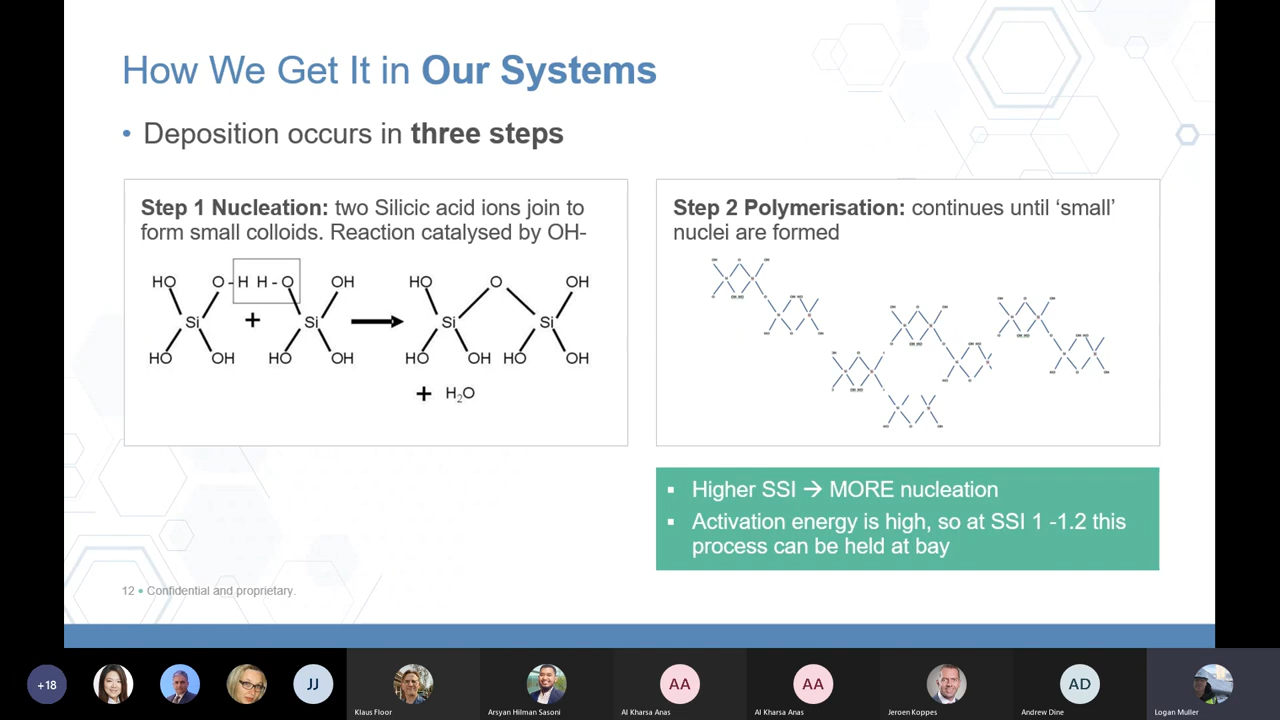 How We Get It in Our Systems
• Deposition occurs in three steps
Step 1 Nucleation: two Silicic acid ions join to
form small colloids. Reaction catalysed by OH-
HO O - H H - O OH HO O OH
Si + Si Si Si
HO OH HO OH HO OH HO OH
+ H₂O
Step 2 Polymerisation: continues until ‘small’
nuclei are formed
▪ Higher SSI → MORE nucleation
▪ Activation energy is high, so at SSI 1 -1.2 this
process can be held at bay
12 • Confidential and proprietary.
+18
JJ
AA
AA
AD
Klaus Floor
Arsyan Hilman Sasoni
Al Kharsa Anas
Al Kharsa Anas
Jeroen Koppes
Andrew Dine
Logan Muller